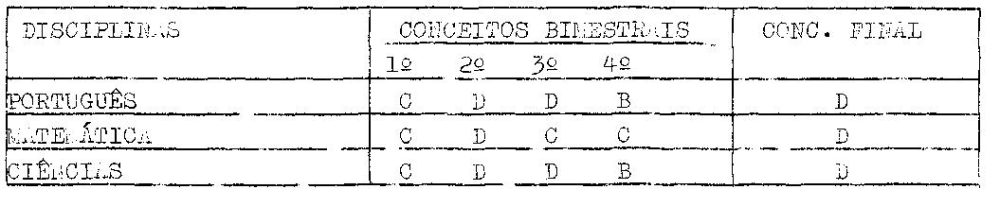 DISCIPLINAS CONCEITOS BIMESTRAIS CONC. FINAL
1º 2º 3º 4º
PORTUGUÊS C D D B D
MATEMÁTICA C D C C D
CIÊNCIAS C D D B D